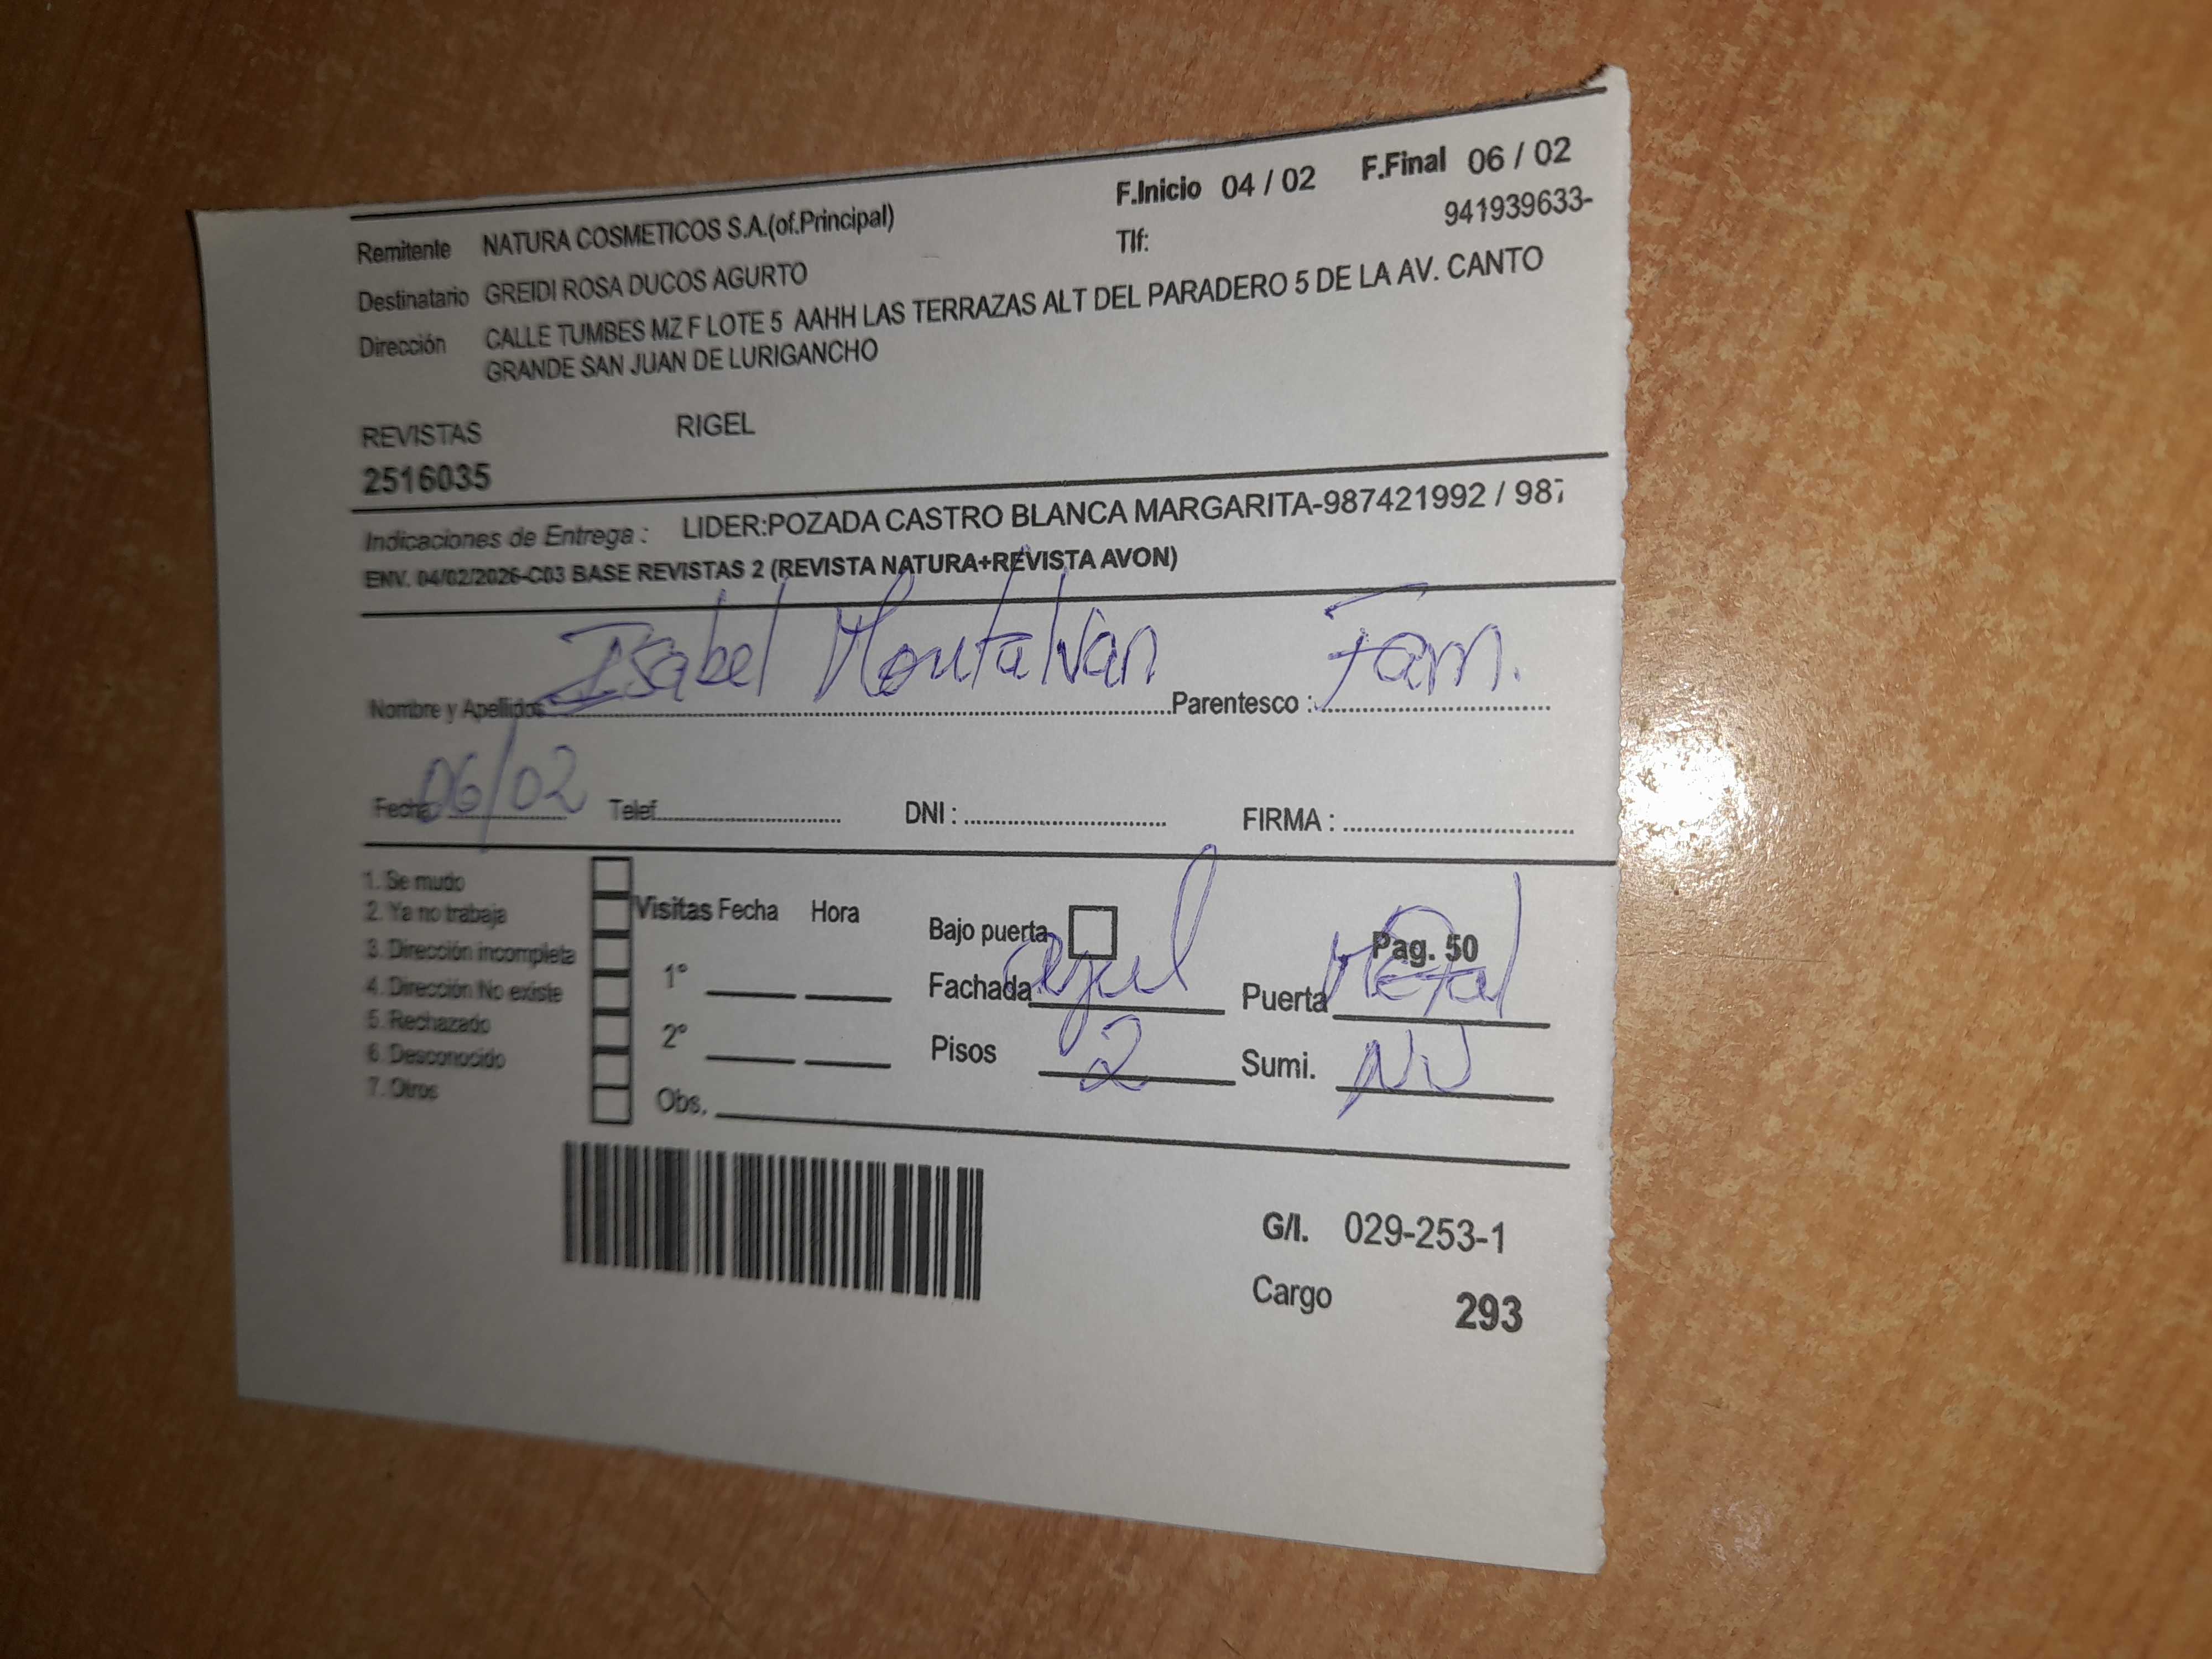 F.Inicio 04 / 02 F.Final 06 / 02
Remitente NATURA COSMETICOS S.A.(of.Principal) Tlf: 941939633-
Destinatario GREIDI ROSA DUCOS AGURTO
Dirección CALLE TUMBES MZ F LOTE 5 AAHH LAS TERRAZAS ALT DEL PARADERO 5 DE LA AV. CANTO
GRANDE SAN JUAN DE LURIGANCHO
REVISTAS RIGEL
2516035
Indicaciones de Entrega : LIDER:POZADA CASTRO BLANCA MARGARITA-987421992 / 987
ENV. 04/02/2026-C03 BASE REVISTAS 2 (REVISTA NATURA+REVISTA AVON)
Nombre y Apellidos Isabel Montalvan Parentesco : Fam.
Fecha 06/02 Telef. DNI : FIRMA :
1. Se mudo
2. Ya no trabaja
3. Dirección incompleta
4. Dirección No existe
5. Rechazado
6. Desconocido
7. Otros
Visitas Fecha Hora
1°
2°
Obs.
Bajo puerta Pag. 50
Fachada azul Puerta Metal
Pisos 2 Sumi.
G/I. 029-253-1
Cargo 293